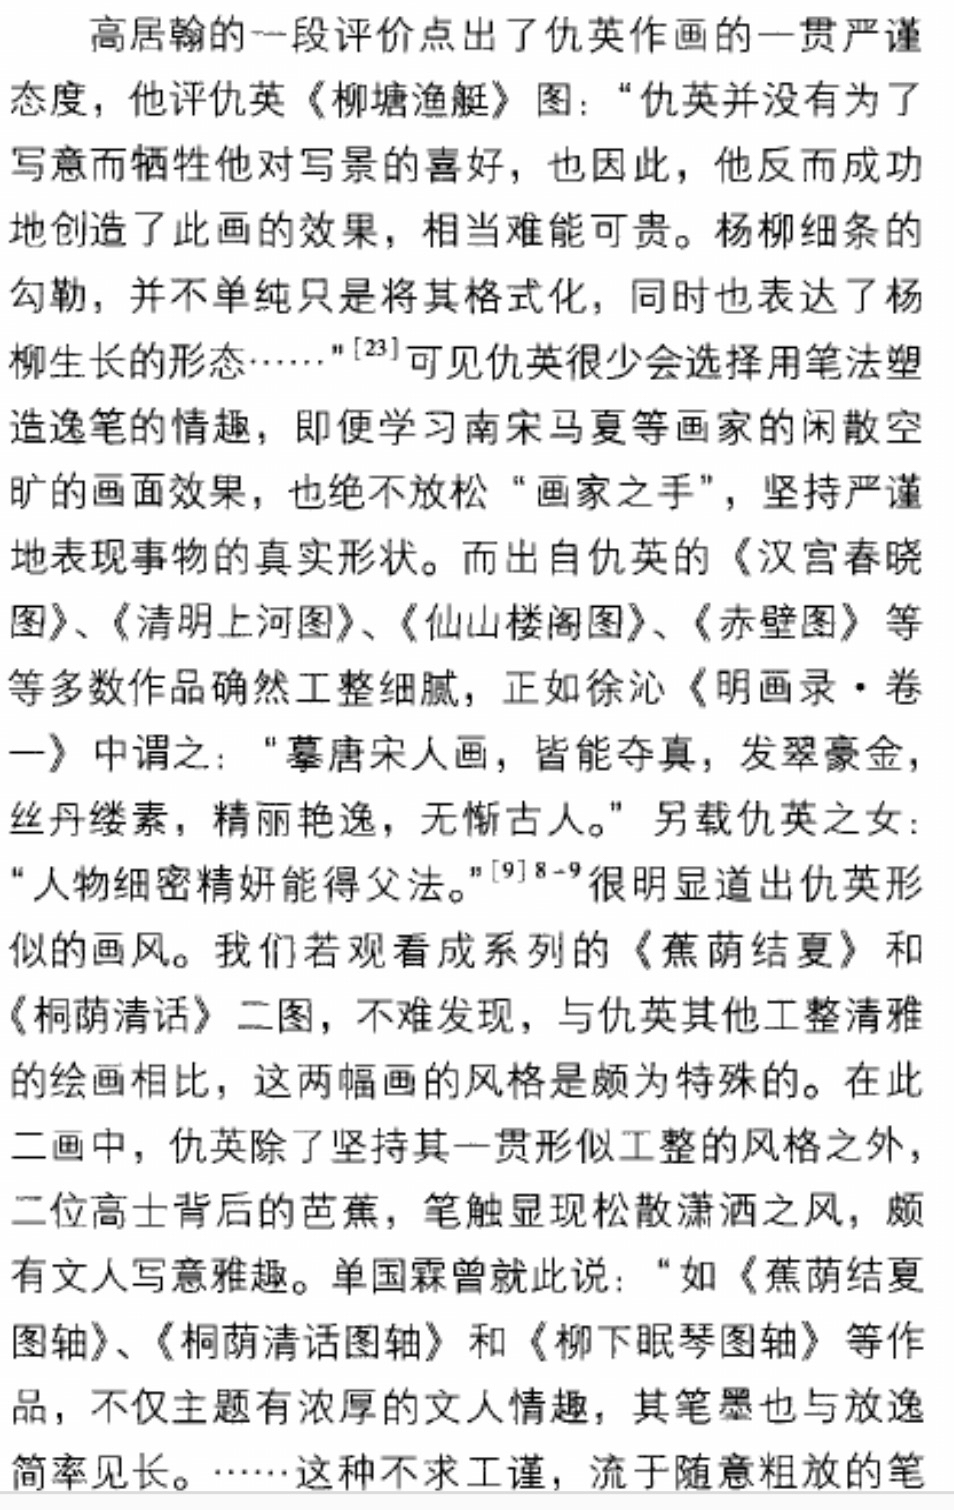 高居翰的一段评价点出了仇英作画的一贯严谨
态度，他评仇英《柳塘渔艇》图：“仇英并没有为了
写意而牺牲他对写景的喜好，也因此，他反而成功
地创造了此画的效果，相当难能可贵。杨柳细条的
勾勒，并不单纯只是将其格式化，同时也表达了杨
柳生长的形态……”[23]可见仇英很少会选择用笔法塑
造逸笔的情趣，即便学习南宋马夏等画家的闲散空
旷的画面效果，也绝不放松“画家之手”，坚持严谨
地表现事物的真实形状。而出自仇英的《汉宫春晓
图》、《清明上河图》、《仙山楼阁图》、《赤壁图》等
等多数作品确然工整细腻，正如徐沁《明画录·卷
一》中谓之：“摹唐宋人画，皆能夺真，发翠豪金，
丝丹缕素，精丽艳逸，无惭古人。”另载仇英之女：
“人物细密精妍能得父法。”[9]8-9很明显道出仇英形
似的画风。我们若观看成系列的《蕉荫结夏》和
《桐荫清话》二图，不难发现，与仇英其他工整清雅
的绘画相比，这两幅画的风格是颇为特殊的。在此
二画中，仇英除了坚持其一贯形似工整的风格之外，
二位高士背后的芭蕉，笔触显现松散潇洒之风，颇
有文人写意雅趣。单国霖曾就此说：“如《蕉荫结夏
图轴》、《桐荫清话图轴》和《柳下眠琴图轴》等作
品，不仅主题有浓厚的文人情趣，其笔墨也与放逸
简率见长。……这种不求工谨，流于随意粗放的笔